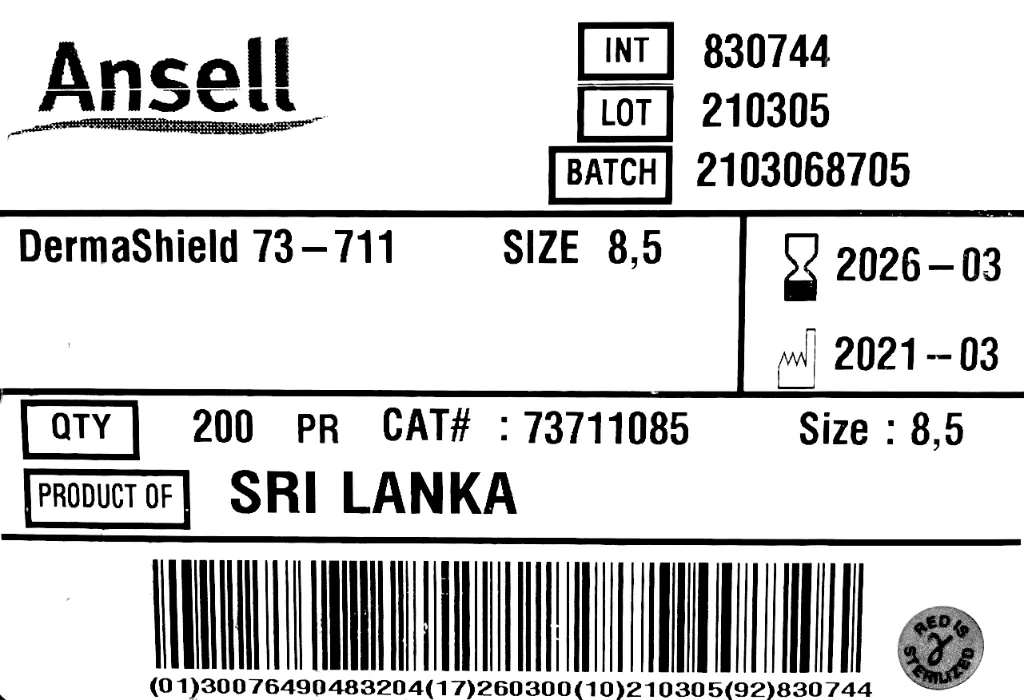 Ansell
INT 830744
LOT 210305
BATCH 2103068705
DermaShield 73-711 SIZE 8,5
2026-03
2021--03
QTY 200 PR CAT# : 73711085 Size : 8,5
PRODUCT OF SRI LANKA
RED IS
γ
STERILIZED
(01)30076490483204(17)260300(10)210305(92)830744